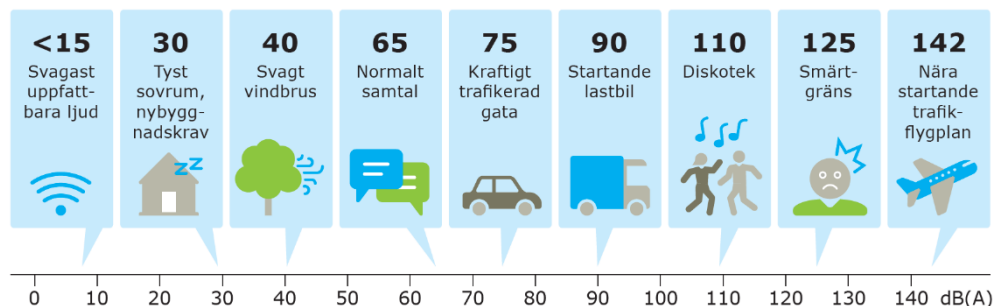 <15
Svagast
uppfatt-
bara ljud
30
Tyst
sovrum,
nybygg-
nadskrav
zz
40
Svagt
vindbrus
65
Normalt
samtal
75
Kraftigt
trafikerad
gata
90
Startande
lastbil
110
Diskotek
125
Smärt-
gräns
142
Nära
startande
trafik-
flygplan
0 10 20 30 40 50 60 70 80 90 100 110 120 130 140 dB(A)